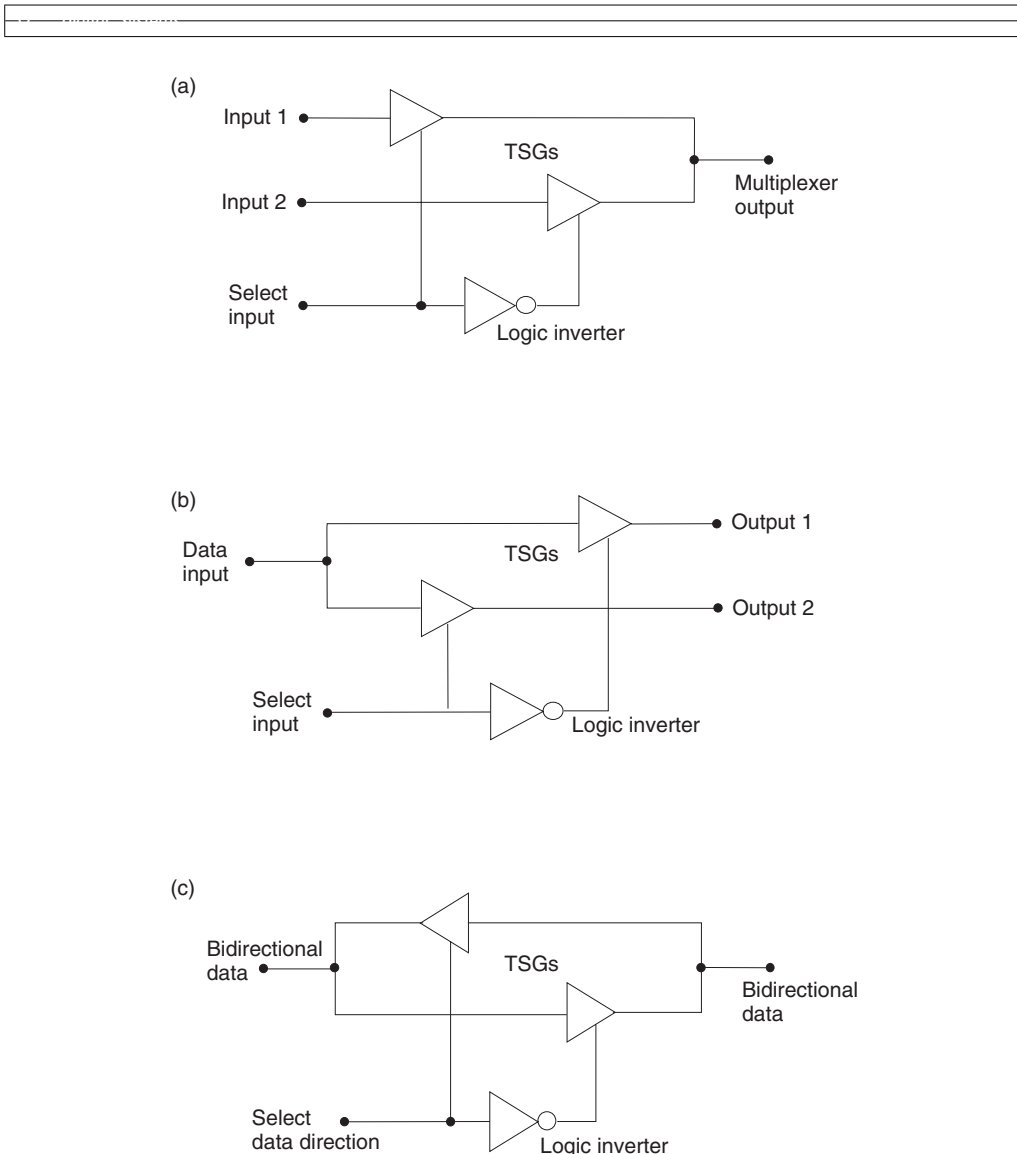 (a)
Input 1
TSGs
Input 2
Multiplexer
output
Select
input
Logic inverter
(b)
Output 1
Data
input
TSGs
Output 2
Select
input
Logic inverter
(c)
Bidirectional
data
TSGs
Bidirectional
data
Select
data direction
Logic inverter